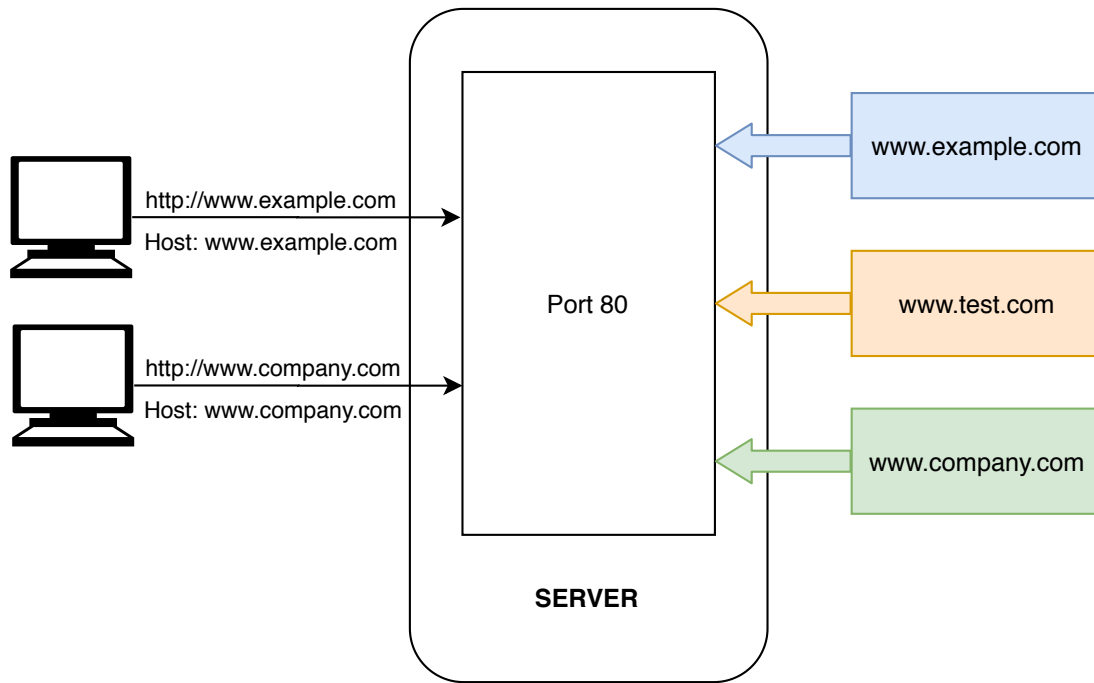 http://www.example.com
Host: www.example.com
http://www.company.com
Host: www.company.com
Port 80
SERVER
www.example.com
www.test.com
www.company.com